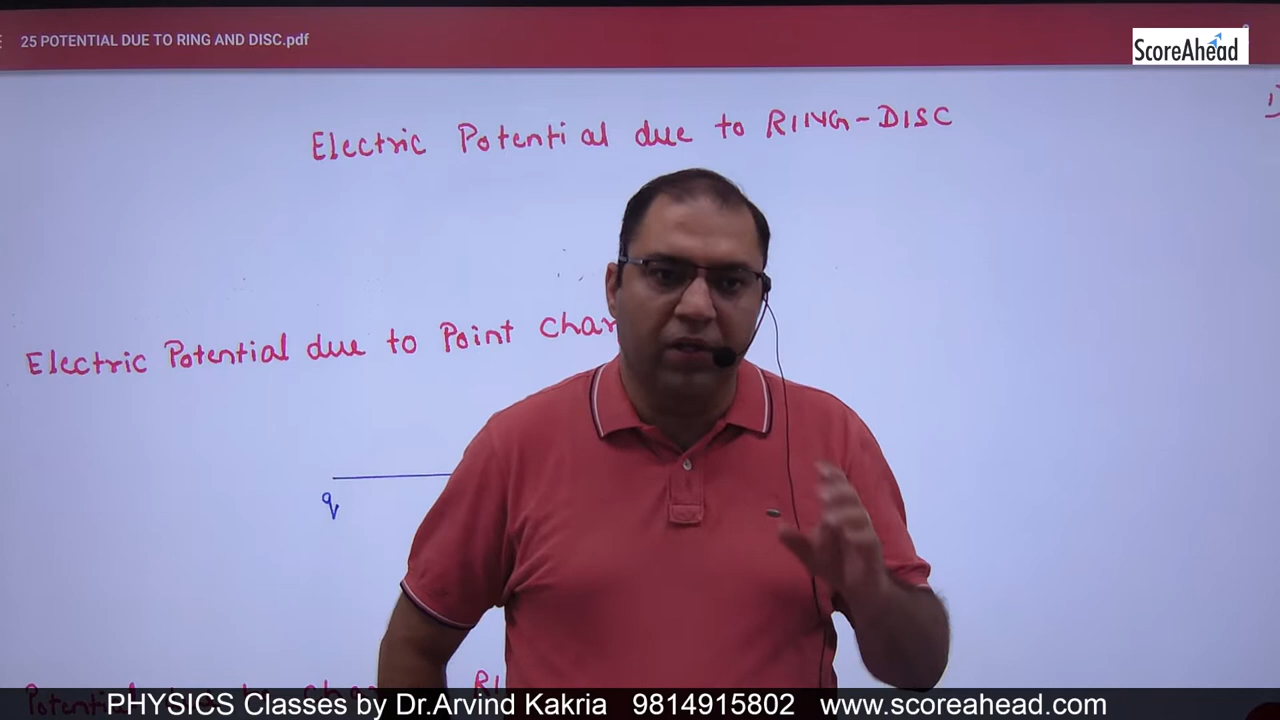 25 POTENTIAL DUE TO RING AND DISC.pdf
ScoreAhead
Electric Potential due to RING-DISC
Electric Potential due to Point Char
q
PHYSICS Classes by Dr.Arvind Kakria 9814915802 www.scoreahead.com